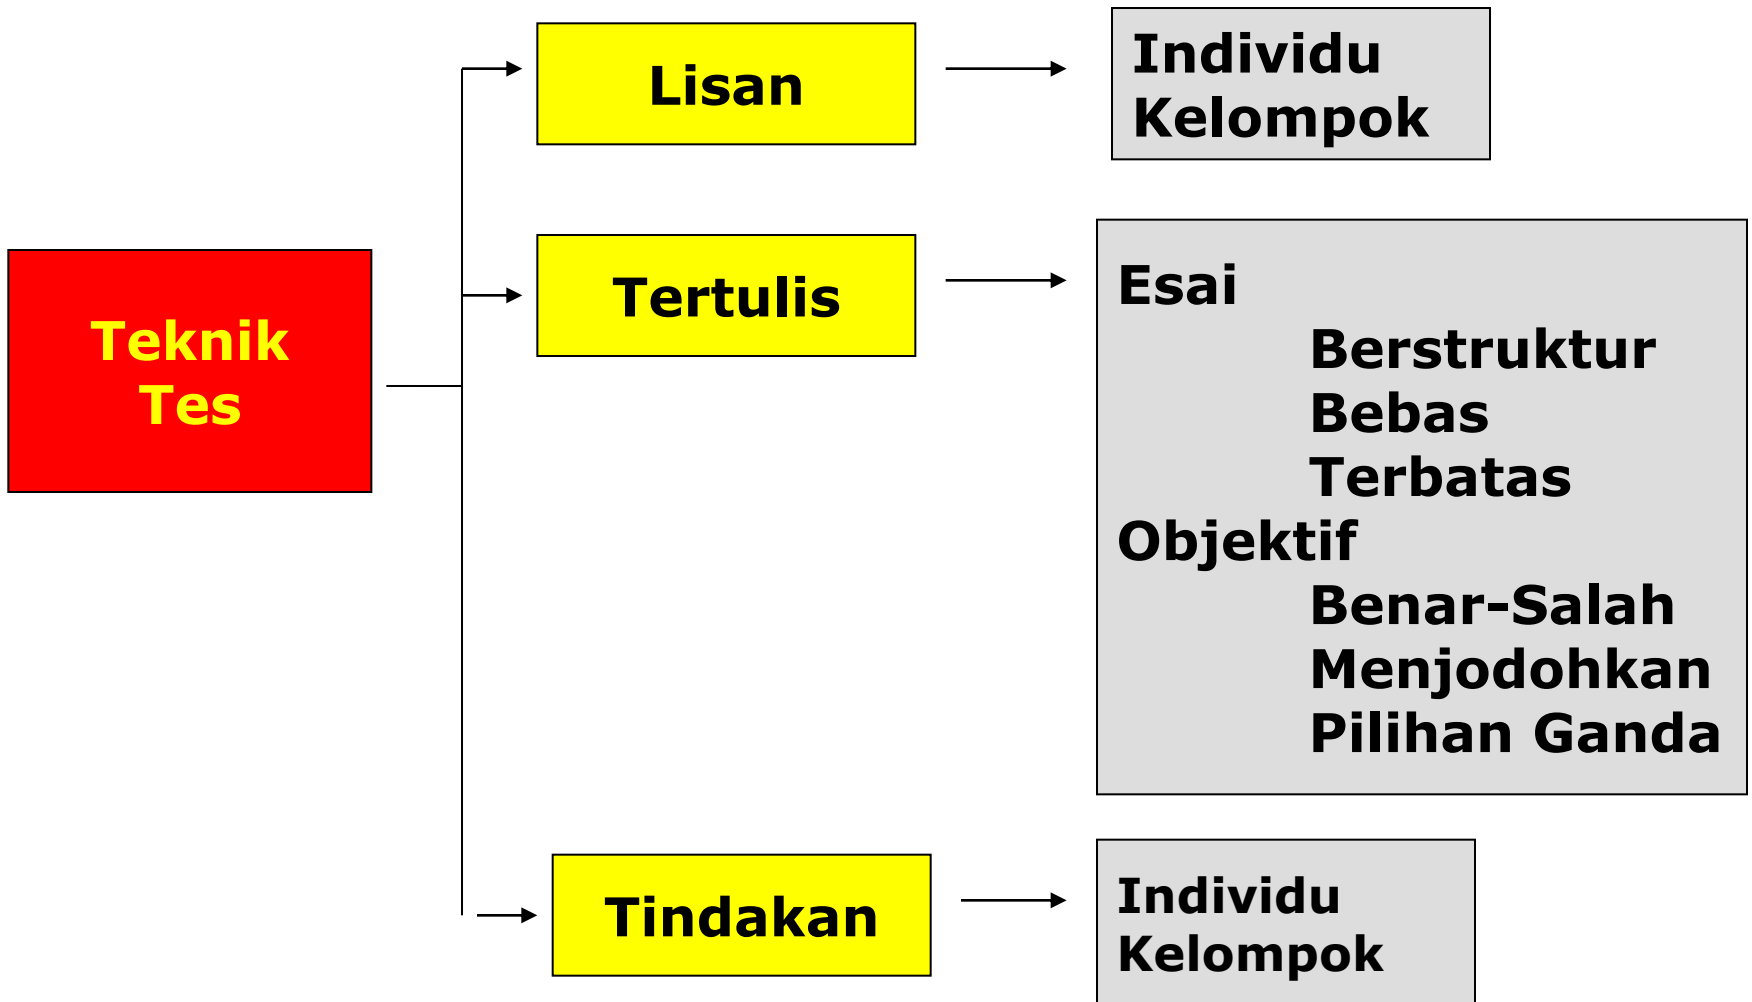 Teknik
Tes
Lisan
Individu
Kelompok
Tertulis
Esai
Berstruktur
Bebas
Terbatas
Objektif
Benar-Salah
Menjodohkan
Pilihan Ganda
Tindakan
Individu
Kelompok